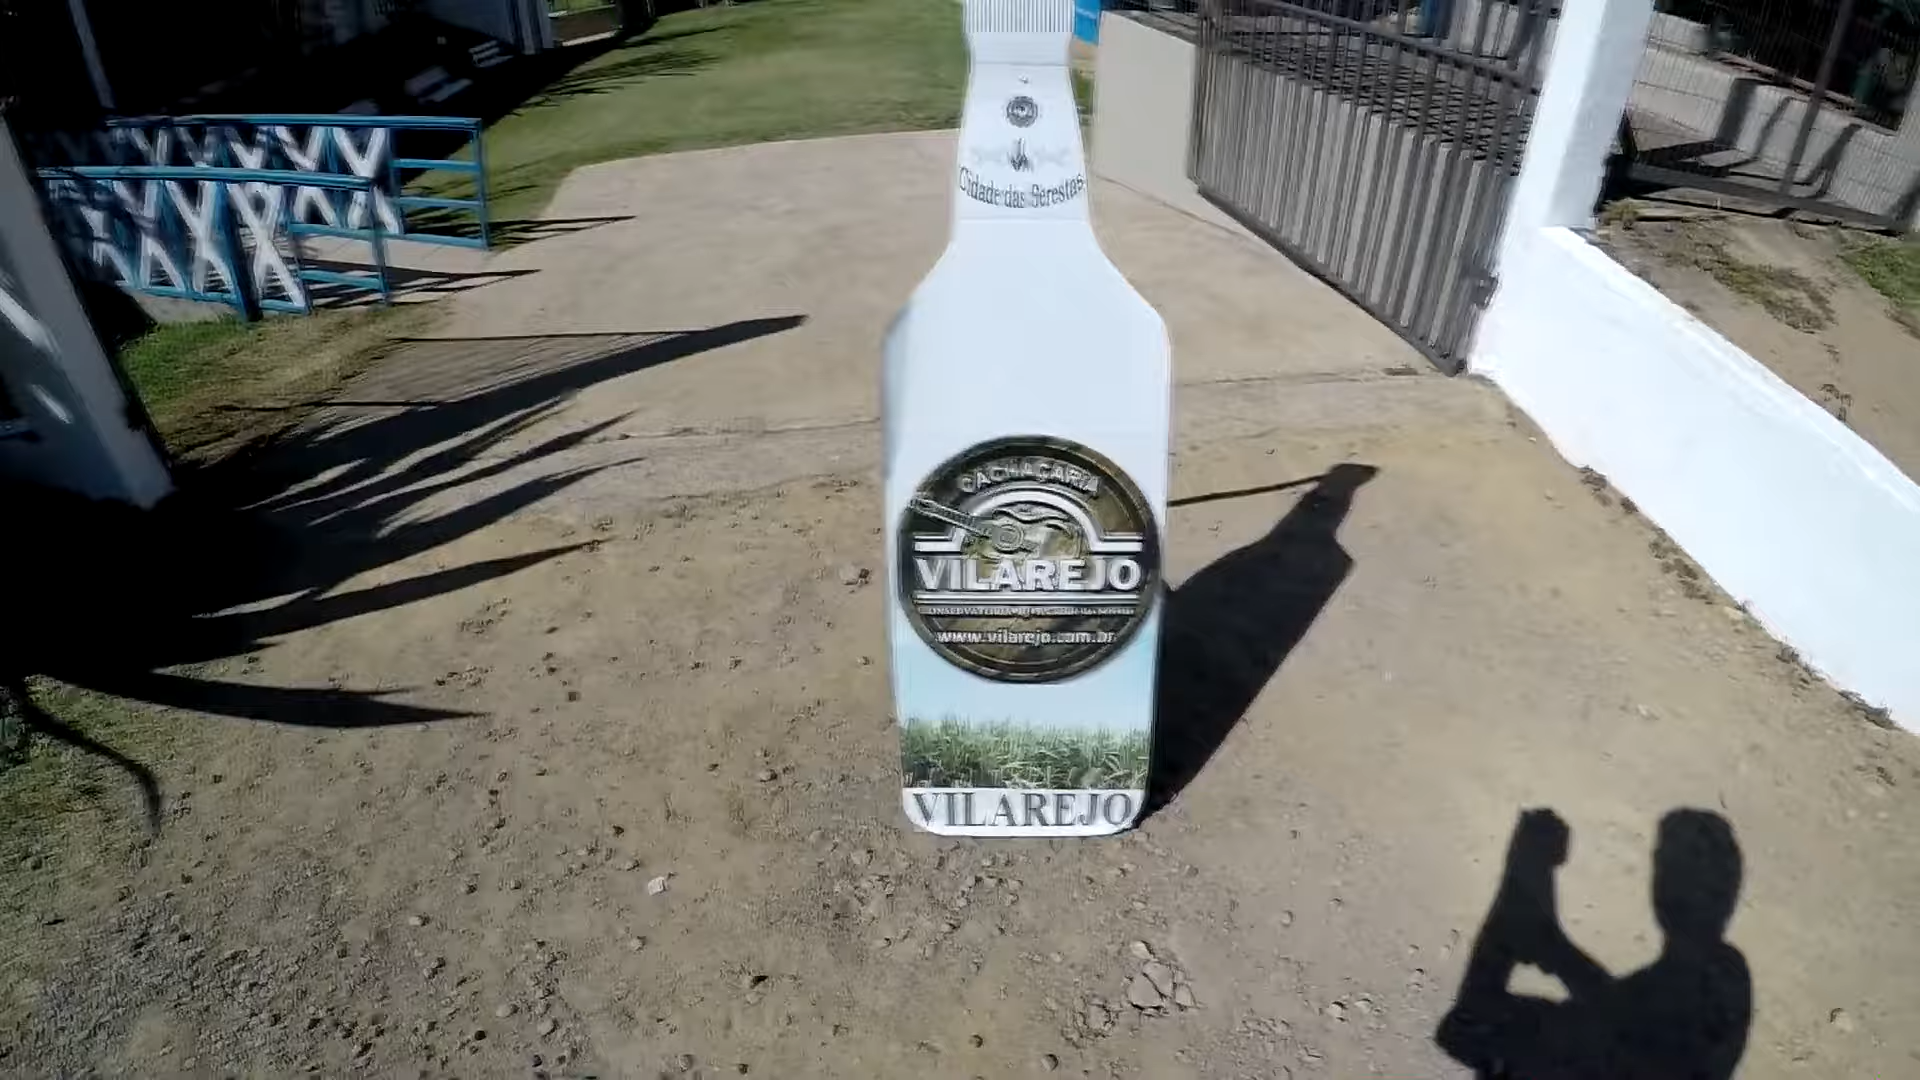 Cidade das Serestas
CACHAÇARIA
VILAREJO
www.vilarejo.com.br
VILAREJO